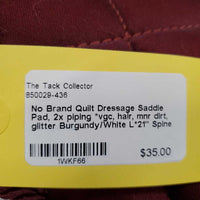 The Tack Collector
850029-436
No Brand Quilt Dressage Saddle
Pad, 2x piping *vgc, hair, mnr dirt,
glitter Burgundy/White L*21" Spine
$35.00
1WKF66